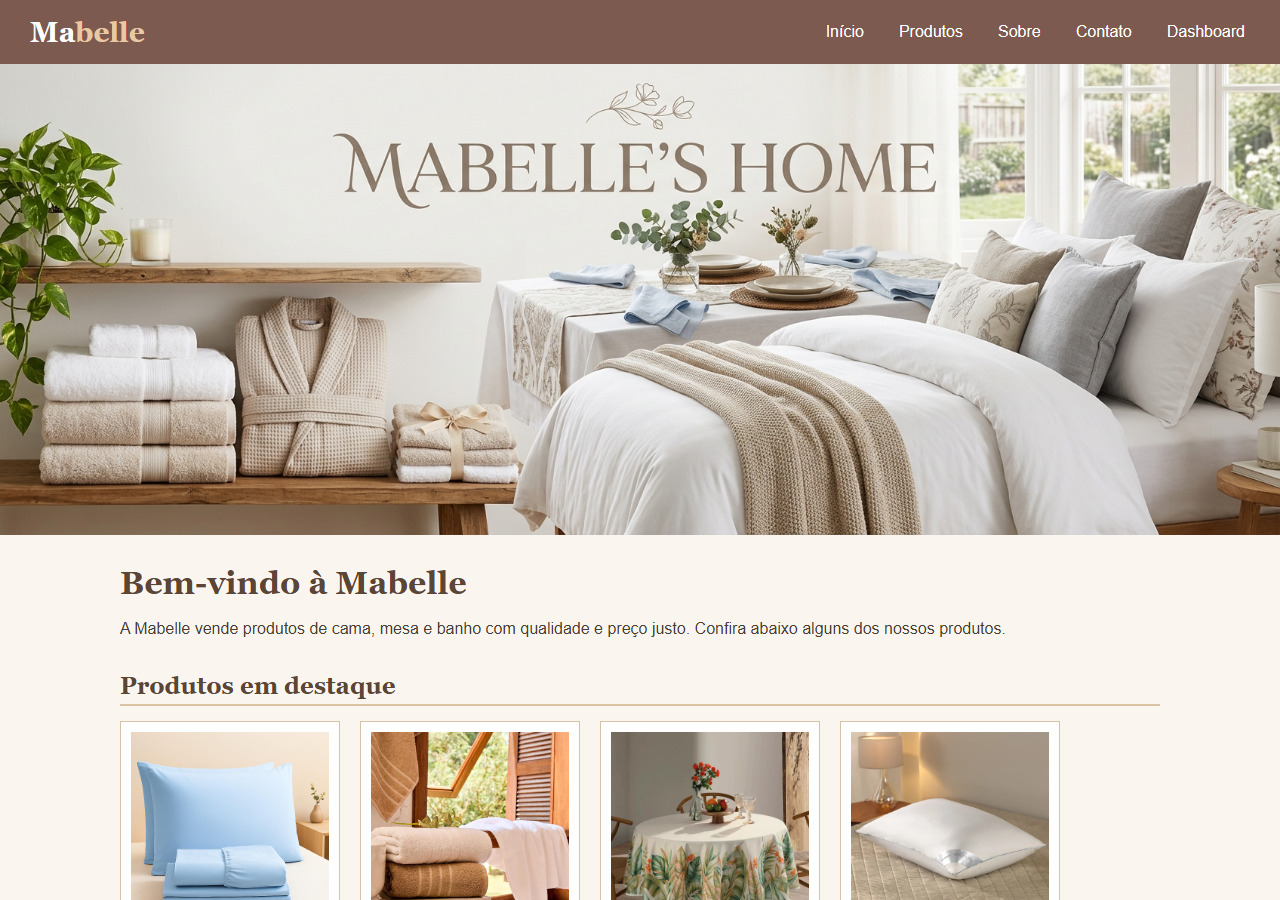 Mabelle
Início Produtos Sobre Contato Dashboard
MABELLE'S HOME
Bem-vindo à Mabelle
A Mabelle vende produtos de cama, mesa e banho com qualidade e preço justo. Confira abaixo alguns dos nossos produtos.
Produtos em destaque